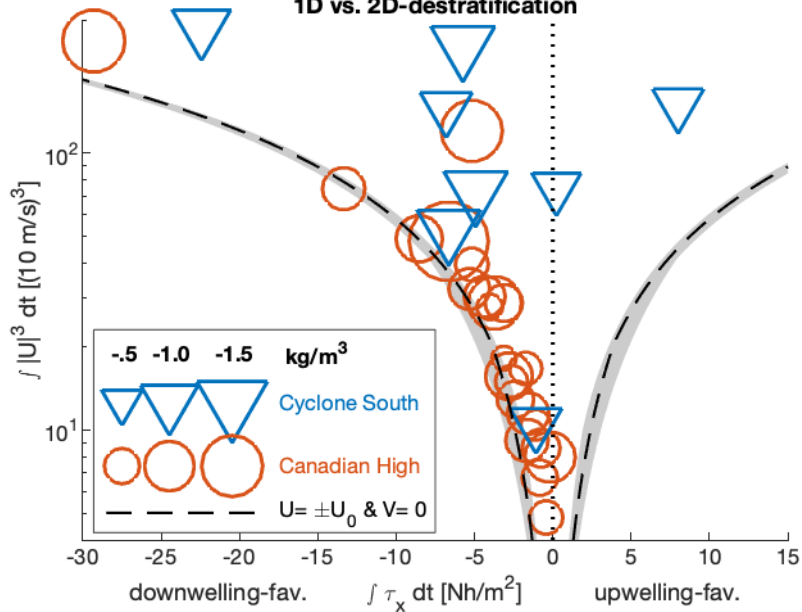 1D vs. 2D-destratification
∫ |U|³ dt [(10 m/s)³]
10²
10¹
-.5 -1.0 -1.5 kg/m³
Cyclone South
Canadian High
U= ±U₀ & V= 0
-30 -25 -20 -15 -10 -5 0 5 10 15
downwelling-fav. ∫ τₓ dt [Nh/m²] upwelling-fav.